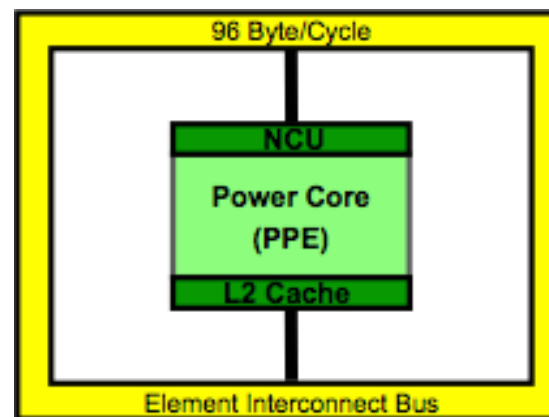 96 Byte/Cycle
NCU
Power Core
(PPE)
L2 Cache
Element Interconnect Bus